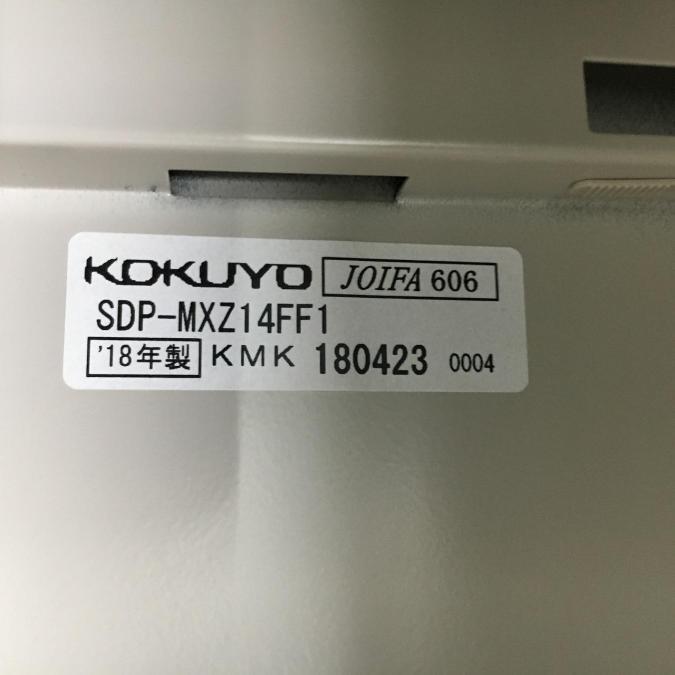 KOKUYO JOIFA 606
SDP-MXZ14FF1
'18年製 KMK 180423 0004